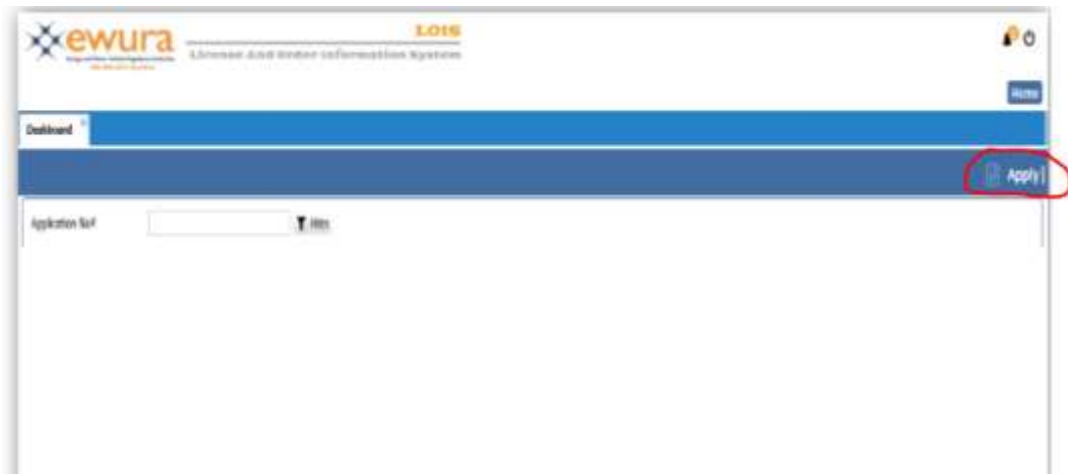 LOIS
ewura
License And Order Information System
Home
Dashboard
Apply
Application No#
Filter